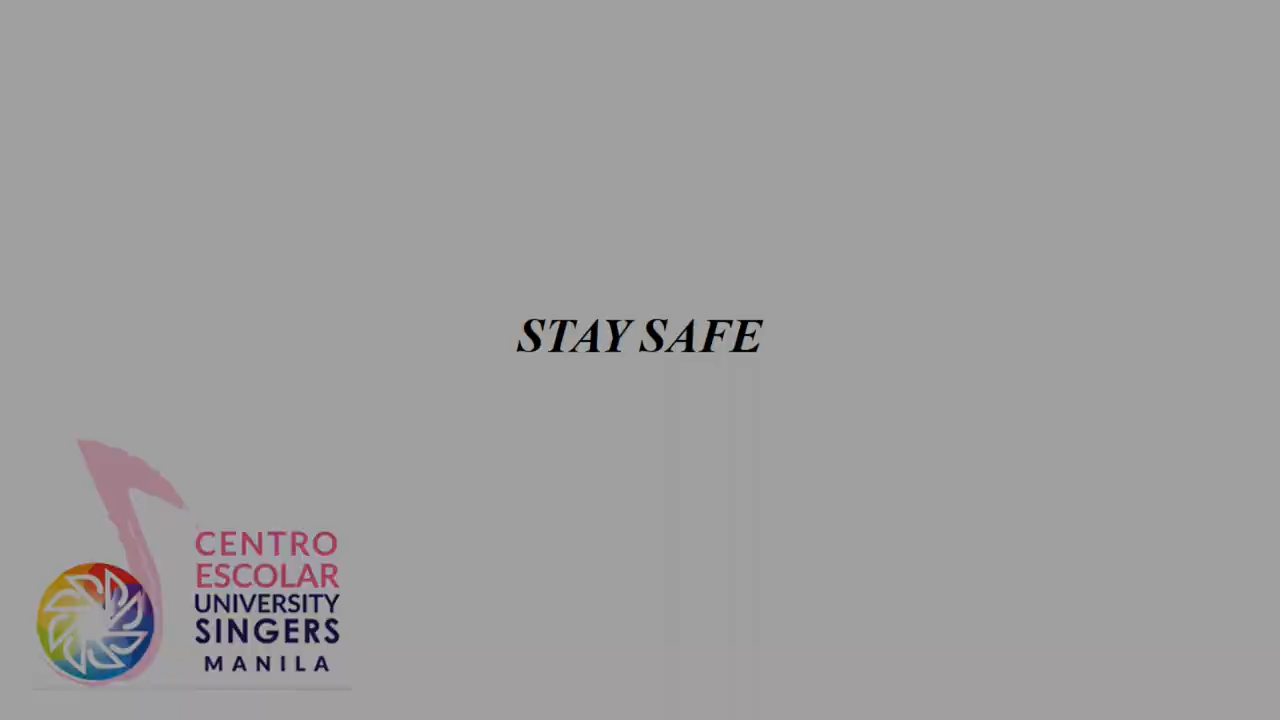 STAY SAFE
CENTRO
ESCOLAR
UNIVERSITY
SINGERS
MANILA